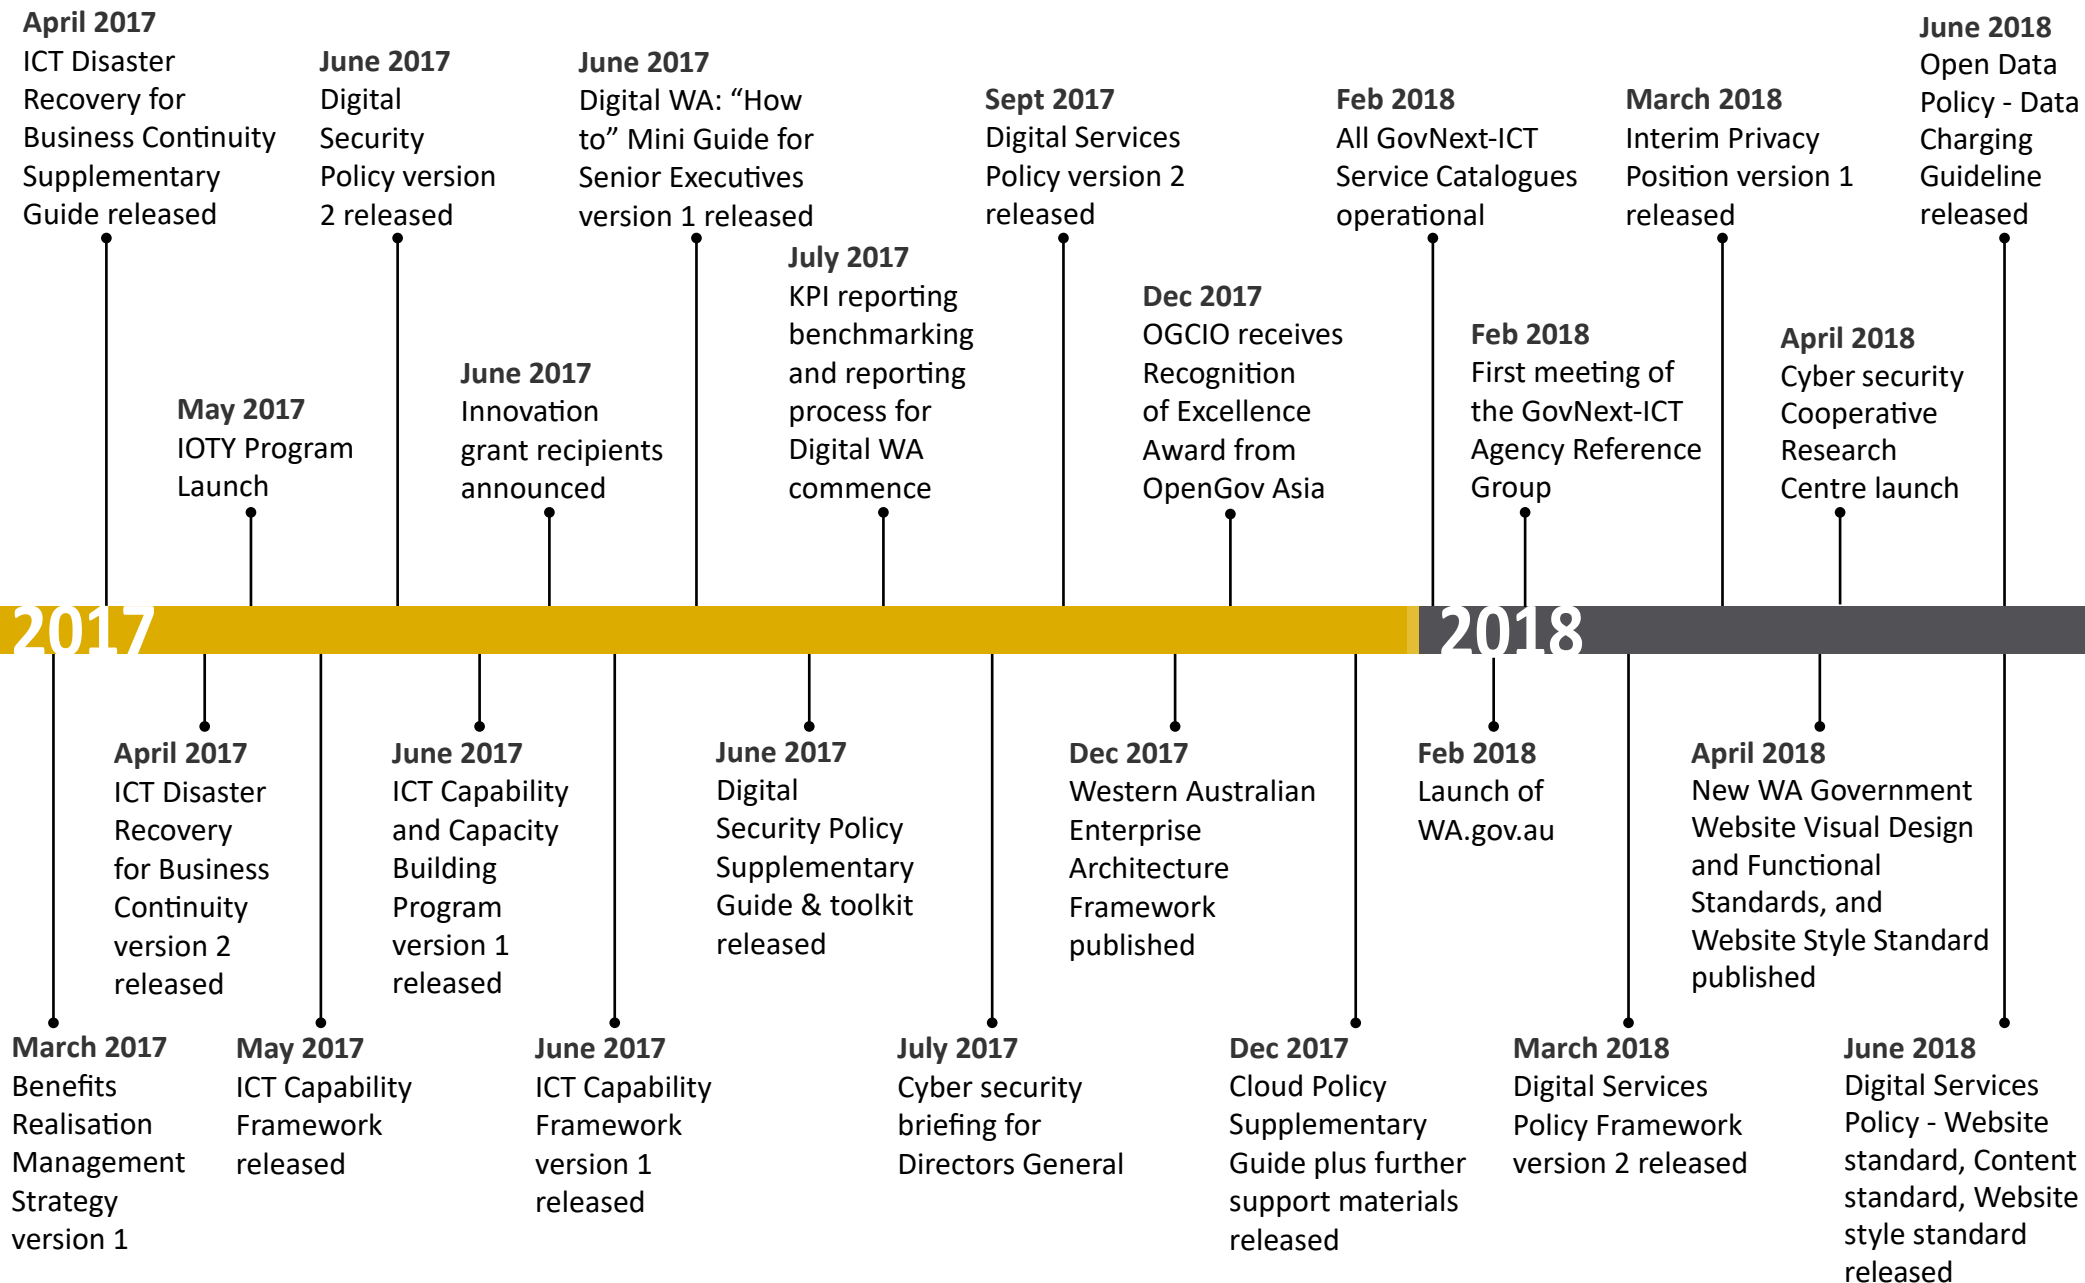 April 2017
ICT Disaster
Recovery for
Business Continuity
Supplementary
Guide released
May 2017
IOTY Program
Launch
June 2017
Digital
Security
Policy version
2 released
June 2017
Innovation
grant recipients
announced
June 2017
Digital WA: “How
to” Mini Guide for
Senior Executives
version 1 released
July 2017
KPI reporting
benchmarking
and reporting
process for
Digital WA
commence
Sept 2017
Digital Services
Policy version 2
released
Dec 2017
OGCIO receives
Recognition
of Excellence
Award from
OpenGov Asia
Feb 2018
All GovNext-ICT
Service Catalogues
operational
Feb 2018
First meeting of
the GovNext-ICT
Agency Reference
Group
March 2018
Interim Privacy
Position version 1
released
April 2018
Cyber security
Cooperative
Research
Centre launch
June 2018
Open Data
Policy - Data
Charging
Guideline
released
2017
2018
March 2017
Benefits
Realisation
Management
Strategy
version 1
April 2017
ICT Disaster
Recovery
for Business
Continuity
version 2
released
May 2017
ICT Capability
Framework
released
June 2017
ICT Capability
and Capacity
Building
Program
version 1
released
June 2017
ICT Capability
Framework
version 1
released
June 2017
Digital
Security Policy
Supplementary
Guide & toolkit
released
July 2017
Cyber security
briefing for
Directors General
Dec 2017
Western Australian
Enterprise
Architecture
Framework
published
Dec 2017
Cloud Policy
Supplementary
Guide plus further
support materials
released
Feb 2018
Launch of
WA.gov.au
March 2018
Digital Services
Policy Framework
version 2 released
April 2018
New WA Government
Website Visual Design
and Functional
Standards, and
Website Style Standard
published
June 2018
Digital Services
Policy - Website
standard, Content
standard, Website
style standard
released